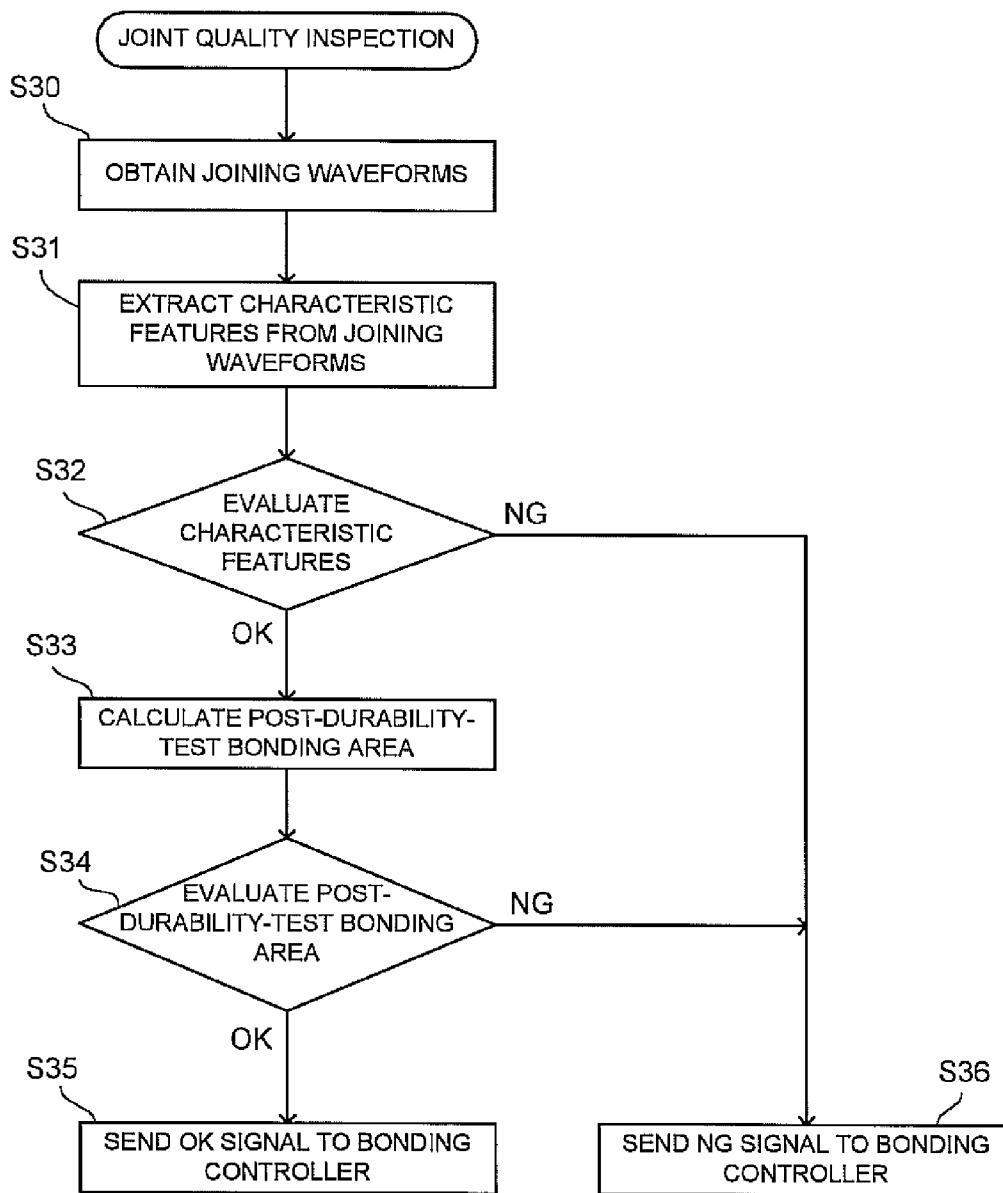 JOINT QUALITY INSPECTION
S30
OBTAIN JOINING WAVEFORMS
S31
EXTRACT CHARACTERISTIC
FEATURES FROM JOINING
WAVEFORMS
S32
EVALUATE
CHARACTERISTIC
FEATURES
NG
OK
S33
CALCULATE POST-DURABILITY-
TEST BONDING AREA
S34
EVALUATE POST-
DURABILITY-TEST BONDING
AREA
NG
OK
S35
SEND OK SIGNAL TO BONDING
CONTROLLER
S36
SEND NG SIGNAL TO BONDING
CONTROLLER